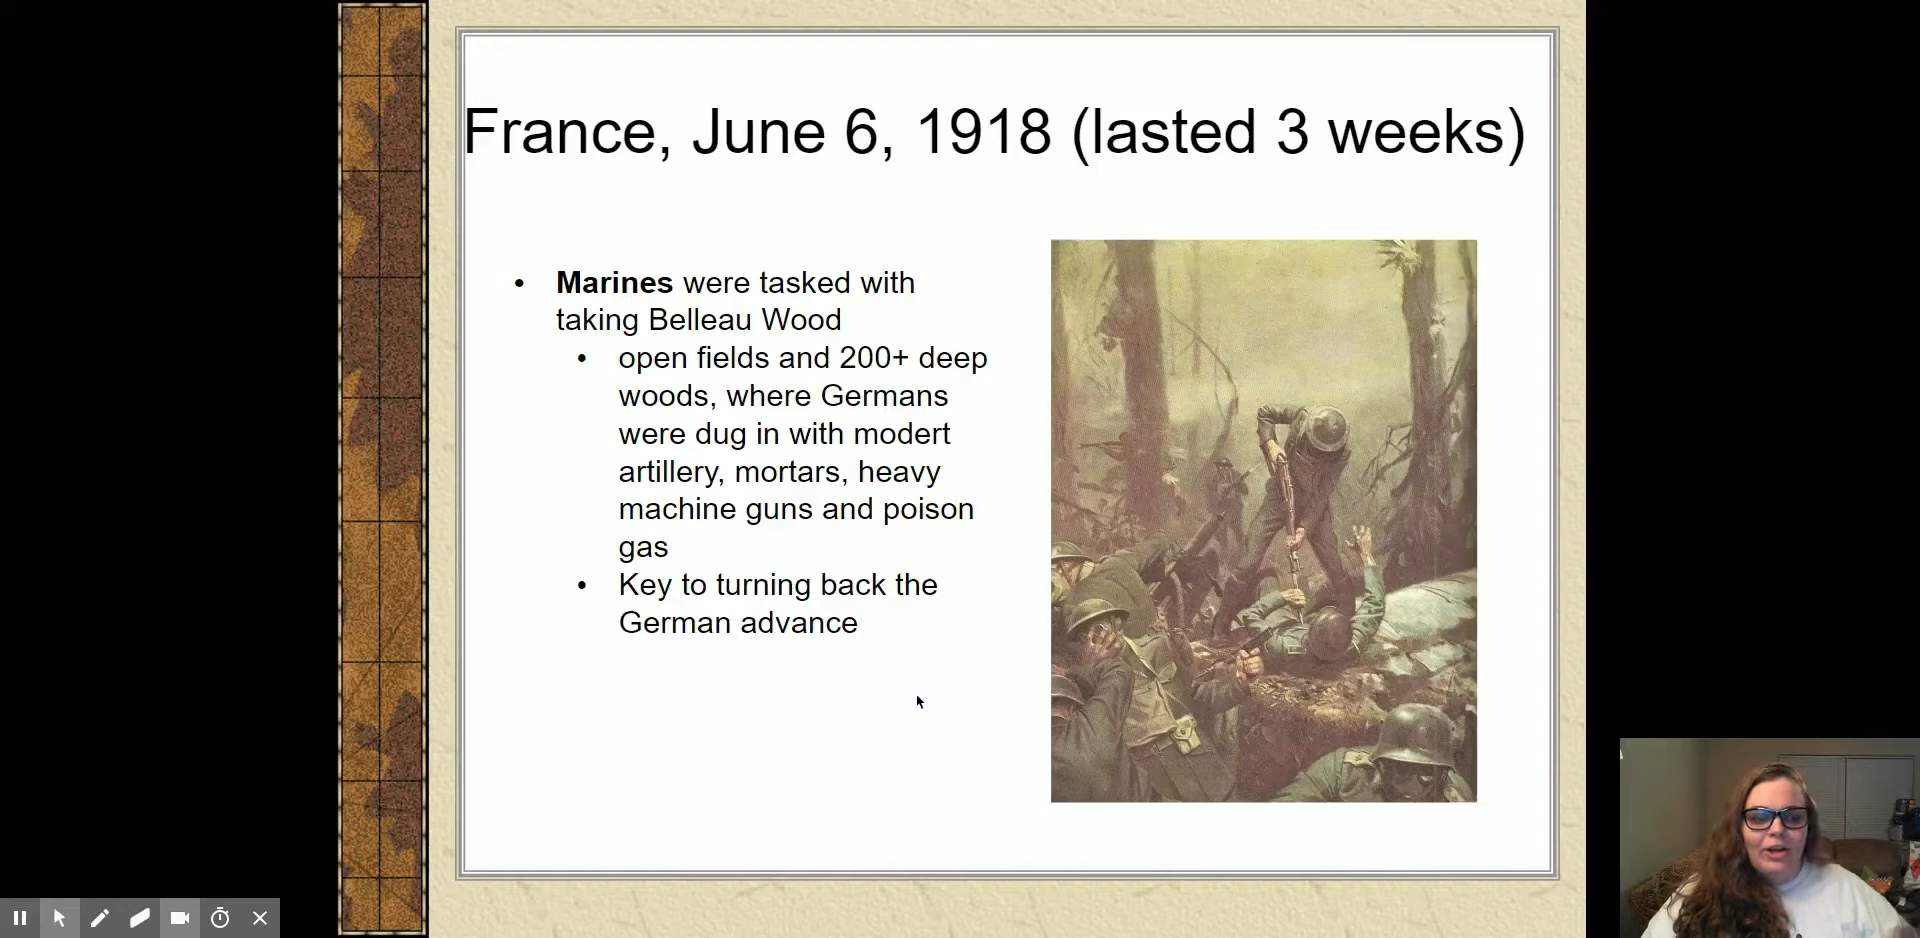 France, June 6, 1918 (lasted 3 weeks)
• Marines were tasked with
taking Belleau Wood
• open fields and 200+ deep
woods, where Germans
were dug in with modert
artillery, mortars, heavy
machine guns and poison
gas
• Key to turning back the
German advance